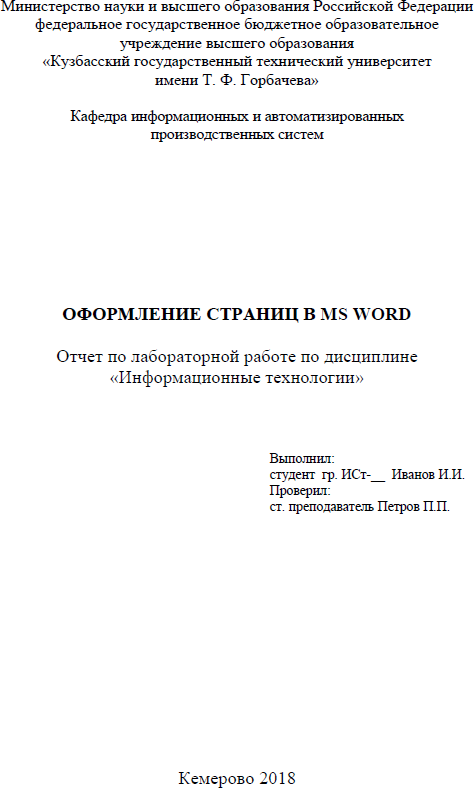 Министерство науки и высшего образования Российской Федерации
федеральное государственное бюджетное образовательное
учреждение высшего образования
«Кузбасский государственный технический университет
имени Т. Ф. Горбачева»
Кафедра информационных и автоматизированных
производственных систем
ОФОРМЛЕНИЕ СТРАНИЦ В MS WORD
Отчет по лабораторной работе по дисциплине
«Информационные технологии»
Выполнил:
студент гр. ИСт-__ Иванов И.И.
Проверил:
ст. преподаватель Петров П.П.
Кемерово 2018